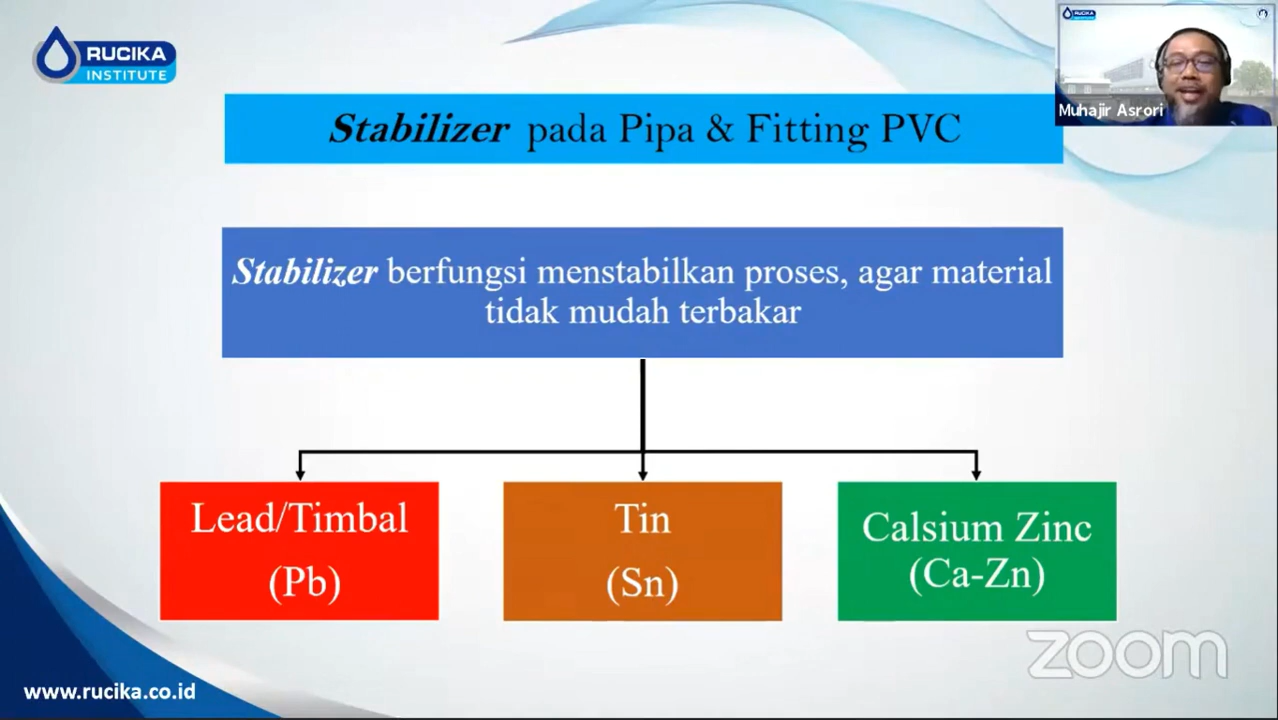 RUCIKA
INSTITUTE
Muhajir Asrori
Stabilizer pada Pipa & Fitting PVC
Stabilizer berfungsi menstabilkan proses, agar material
tidak mudah terbakar
Lead/Timbal
(Pb)
Tin
(Sn)
Calsium Zinc
(Ca-Zn)
zoom
www.rucika.co.id